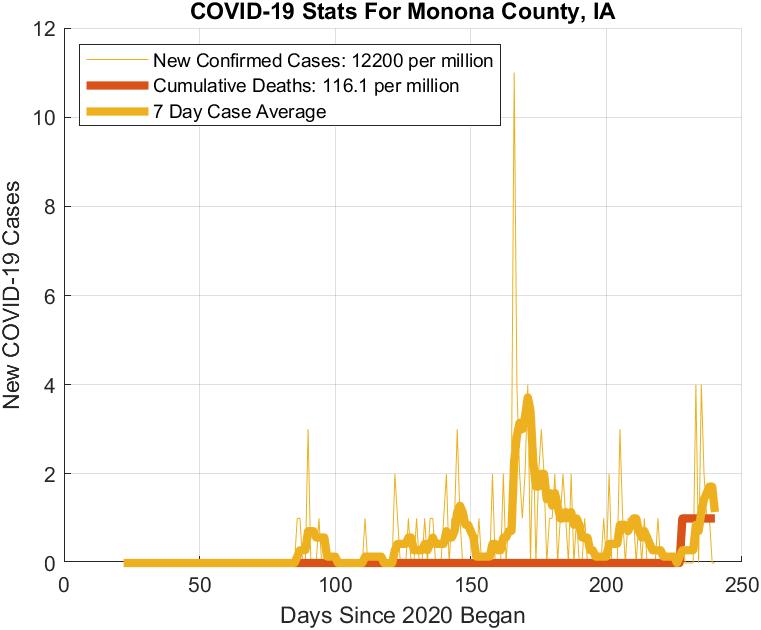 COVID-19 Stats For Monona County, IA
New Confirmed Cases: 12200 per million
Cumulative Deaths: 116.1 per million
7 Day Case Average
New COVID-19 Cases
12
10
8
6
4
2
0
0 50 100 150 200 250
Days Since 2020 Began